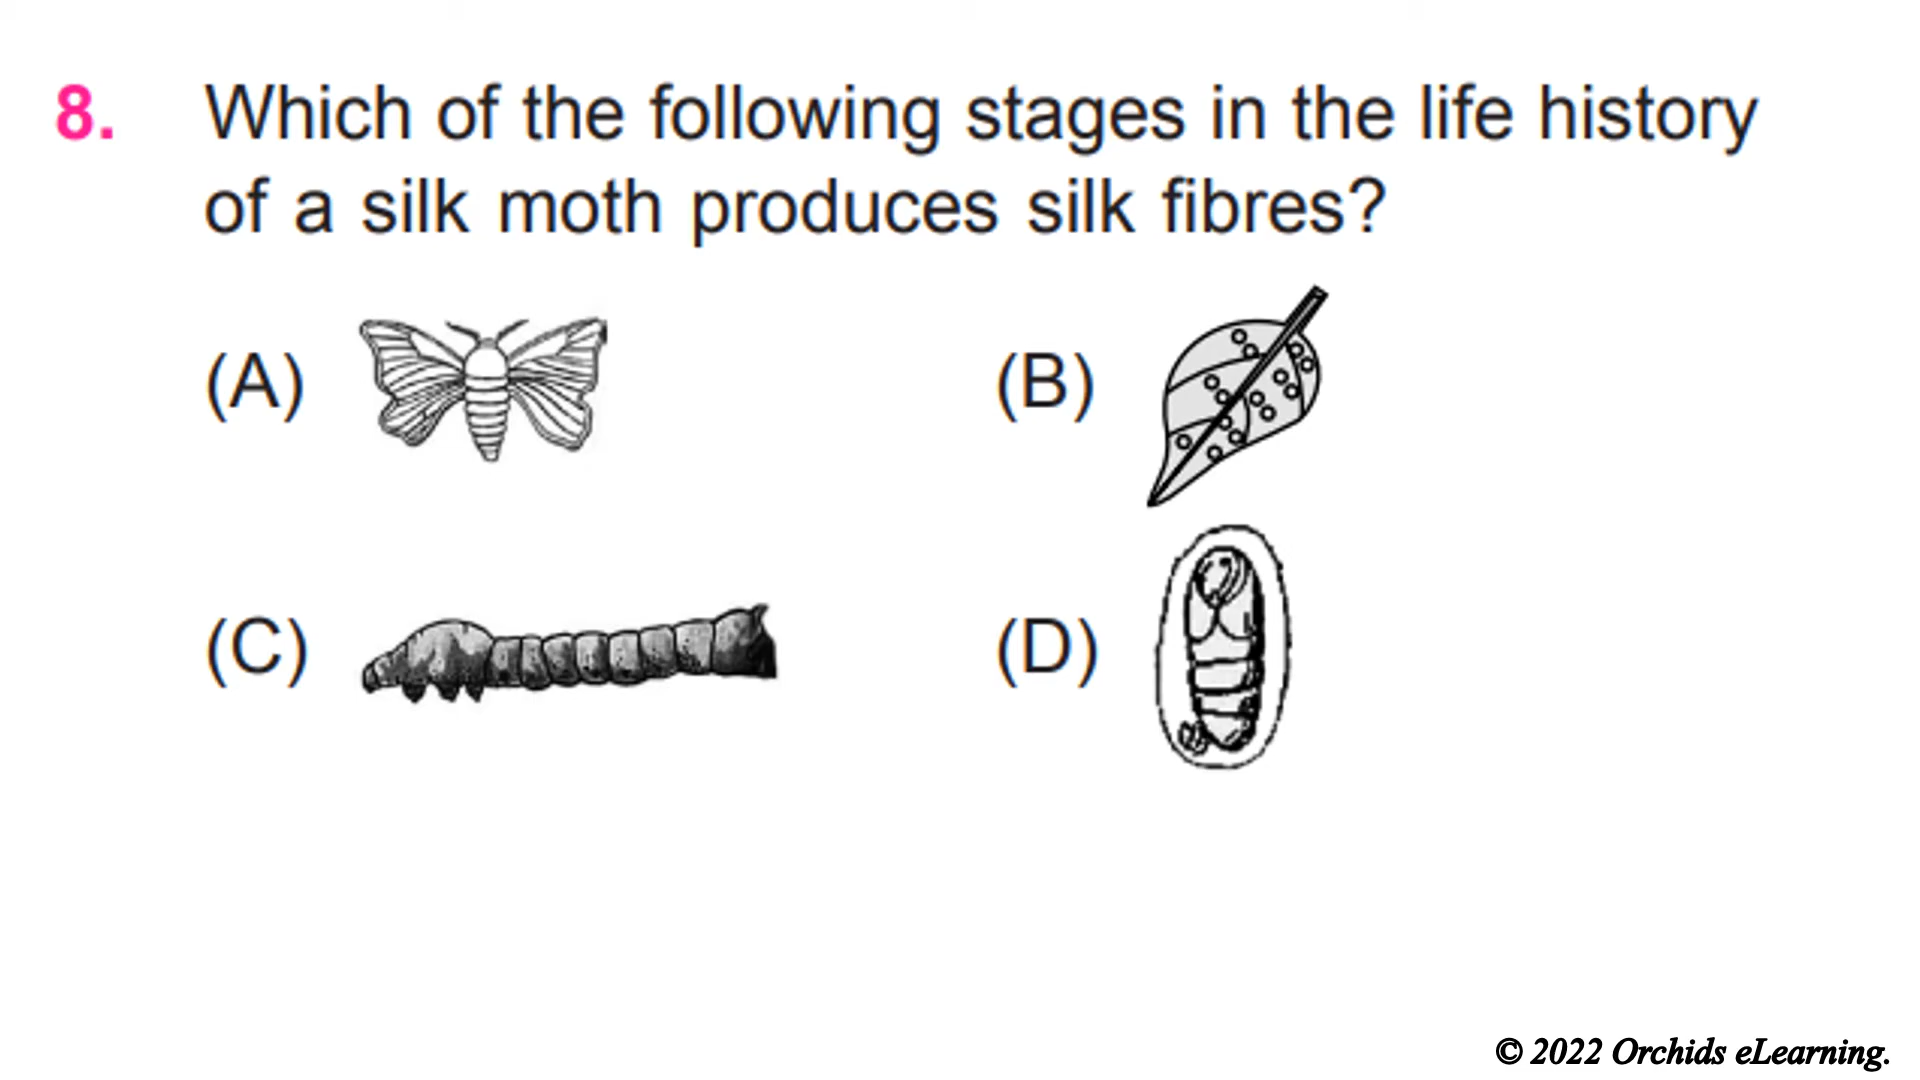 8. Which of the following stages in the life history
of a silk moth produces silk fibres?
(A)
(B)
(C)
(D)
© 2022 Orchids eLearning.